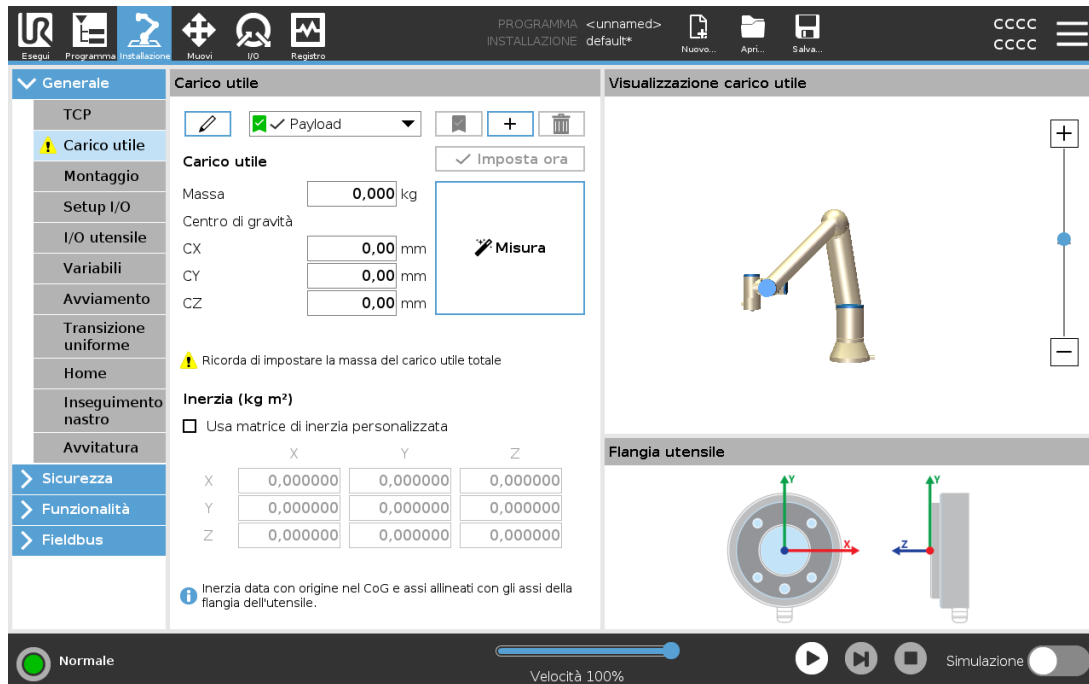 PROGRAMMA <unnamed>
INSTALLAZIONE default*
Esegui
Programma
Installazione
Muovi
I/O
Registro
Nuovo...
Apri...
Salva...
CCCC
CCCC
Generale
TCP
Carico utile
Montaggio
Setup I/O
I/O utensile
Variabili
Avviamento
Transizione
uniforme
Home
Inseguimento
nastro
Avvitatura
Sicurezza
Funzionalità
Fieldbus
Carico utile
Payload
+
Carico utile
Imposta ora
Massa 0,000 kg
Centro di gravità
CX 0,00 mm
CY 0,00 mm
CZ 0,00 mm
Misura
Ricorda di impostare la massa del carico utile totale
Inerzia (kg m²)
Usa matrice di inerzia personalizzata
X Y Z
X 0,000000 0,000000 0,000000
Y 0,000000 0,000000 0,000000
Z 0,000000 0,000000 0,000000
Inerzia data con origine nel CoG e assi allineati con gli assi della
flangia dell'utensile.
Visualizzazione carico utile
Flangia utensile
Y
X
Y
Z
Normale
Velocità 100%
Simulazione